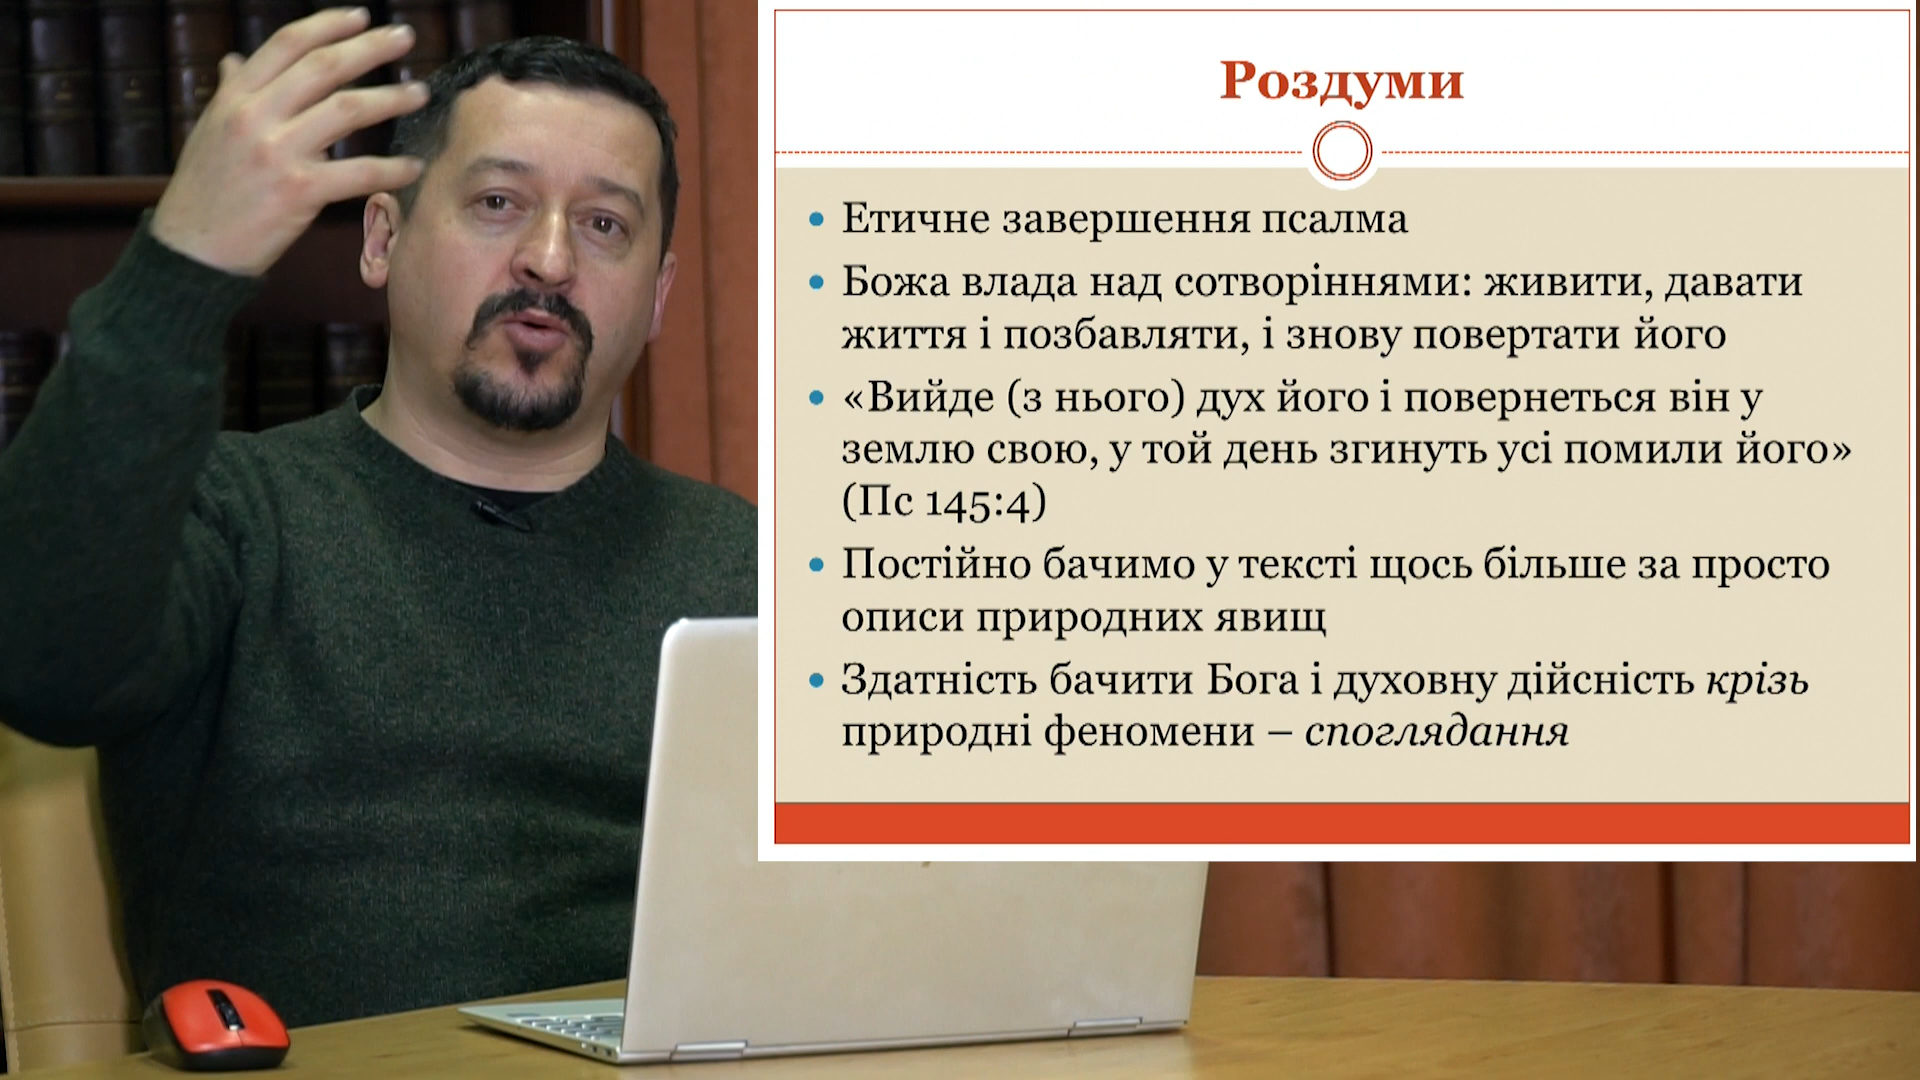 Роздуми
Етичне завершення псалма
Божа влада над сотворіннями: живити, давати
життя і позбавляти, і знову повертати його
«Вийде (з нього) дух його і повернеться він у
землю свою, у той день згинуть усі помили його»
(Пс 145:4)
Постійно бачимо у тексті щось більше за просто
описи природних явищ
Здатність бачити Бога і духовну дійсність крізь
природні феномени – споглядання